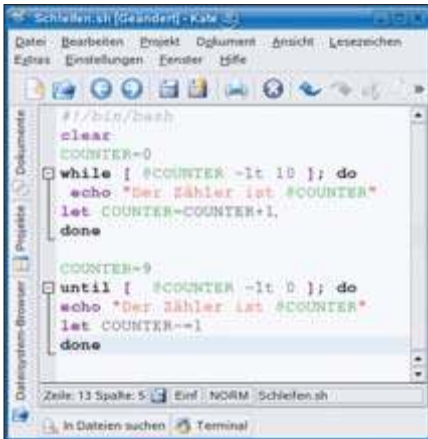 Schleifen.sh [Geändert] - Kate
Datei Bearbeiten Projekt Dokument Ansicht Lesezeichen
Extras Einstellungen Fenster Hilfe
Dokumente
Projekte
Dateisystem-Browser
#!/bin/bash
clear
COUNTER=0
while [ $COUNTER -lt 10 ]; do
echo "Der Zähler ist $COUNTER"
let COUNTER=COUNTER+1
done
COUNTER=9
until [ $COUNTER -lt 0 ]; do
echo "Der Zähler ist $COUNTER"
let COUNTER-=1
done
Zeile: 13 Spalte: 5 Einf NORM Schleifen.sh
In Dateien suchen Terminal